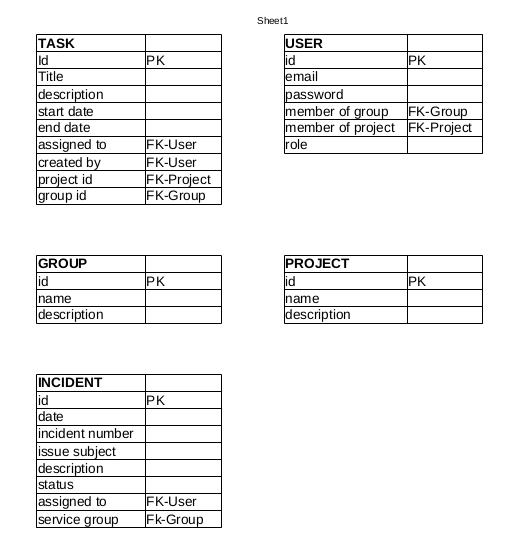 Sheet1
TASK
Id PK
Title
description
start date
end date
assigned to FK-User
created by FK-User
project id FK-Project
group id FK-Group
USER
id PK
email
password
member of group FK-Group
member of project FK-Project
role
GROUP
id PK
name
description
PROJECT
id PK
name
description
INCIDENT
id PK
date
incident number
issue subject
description
status
assigned to FK-User
service group Fk-Group